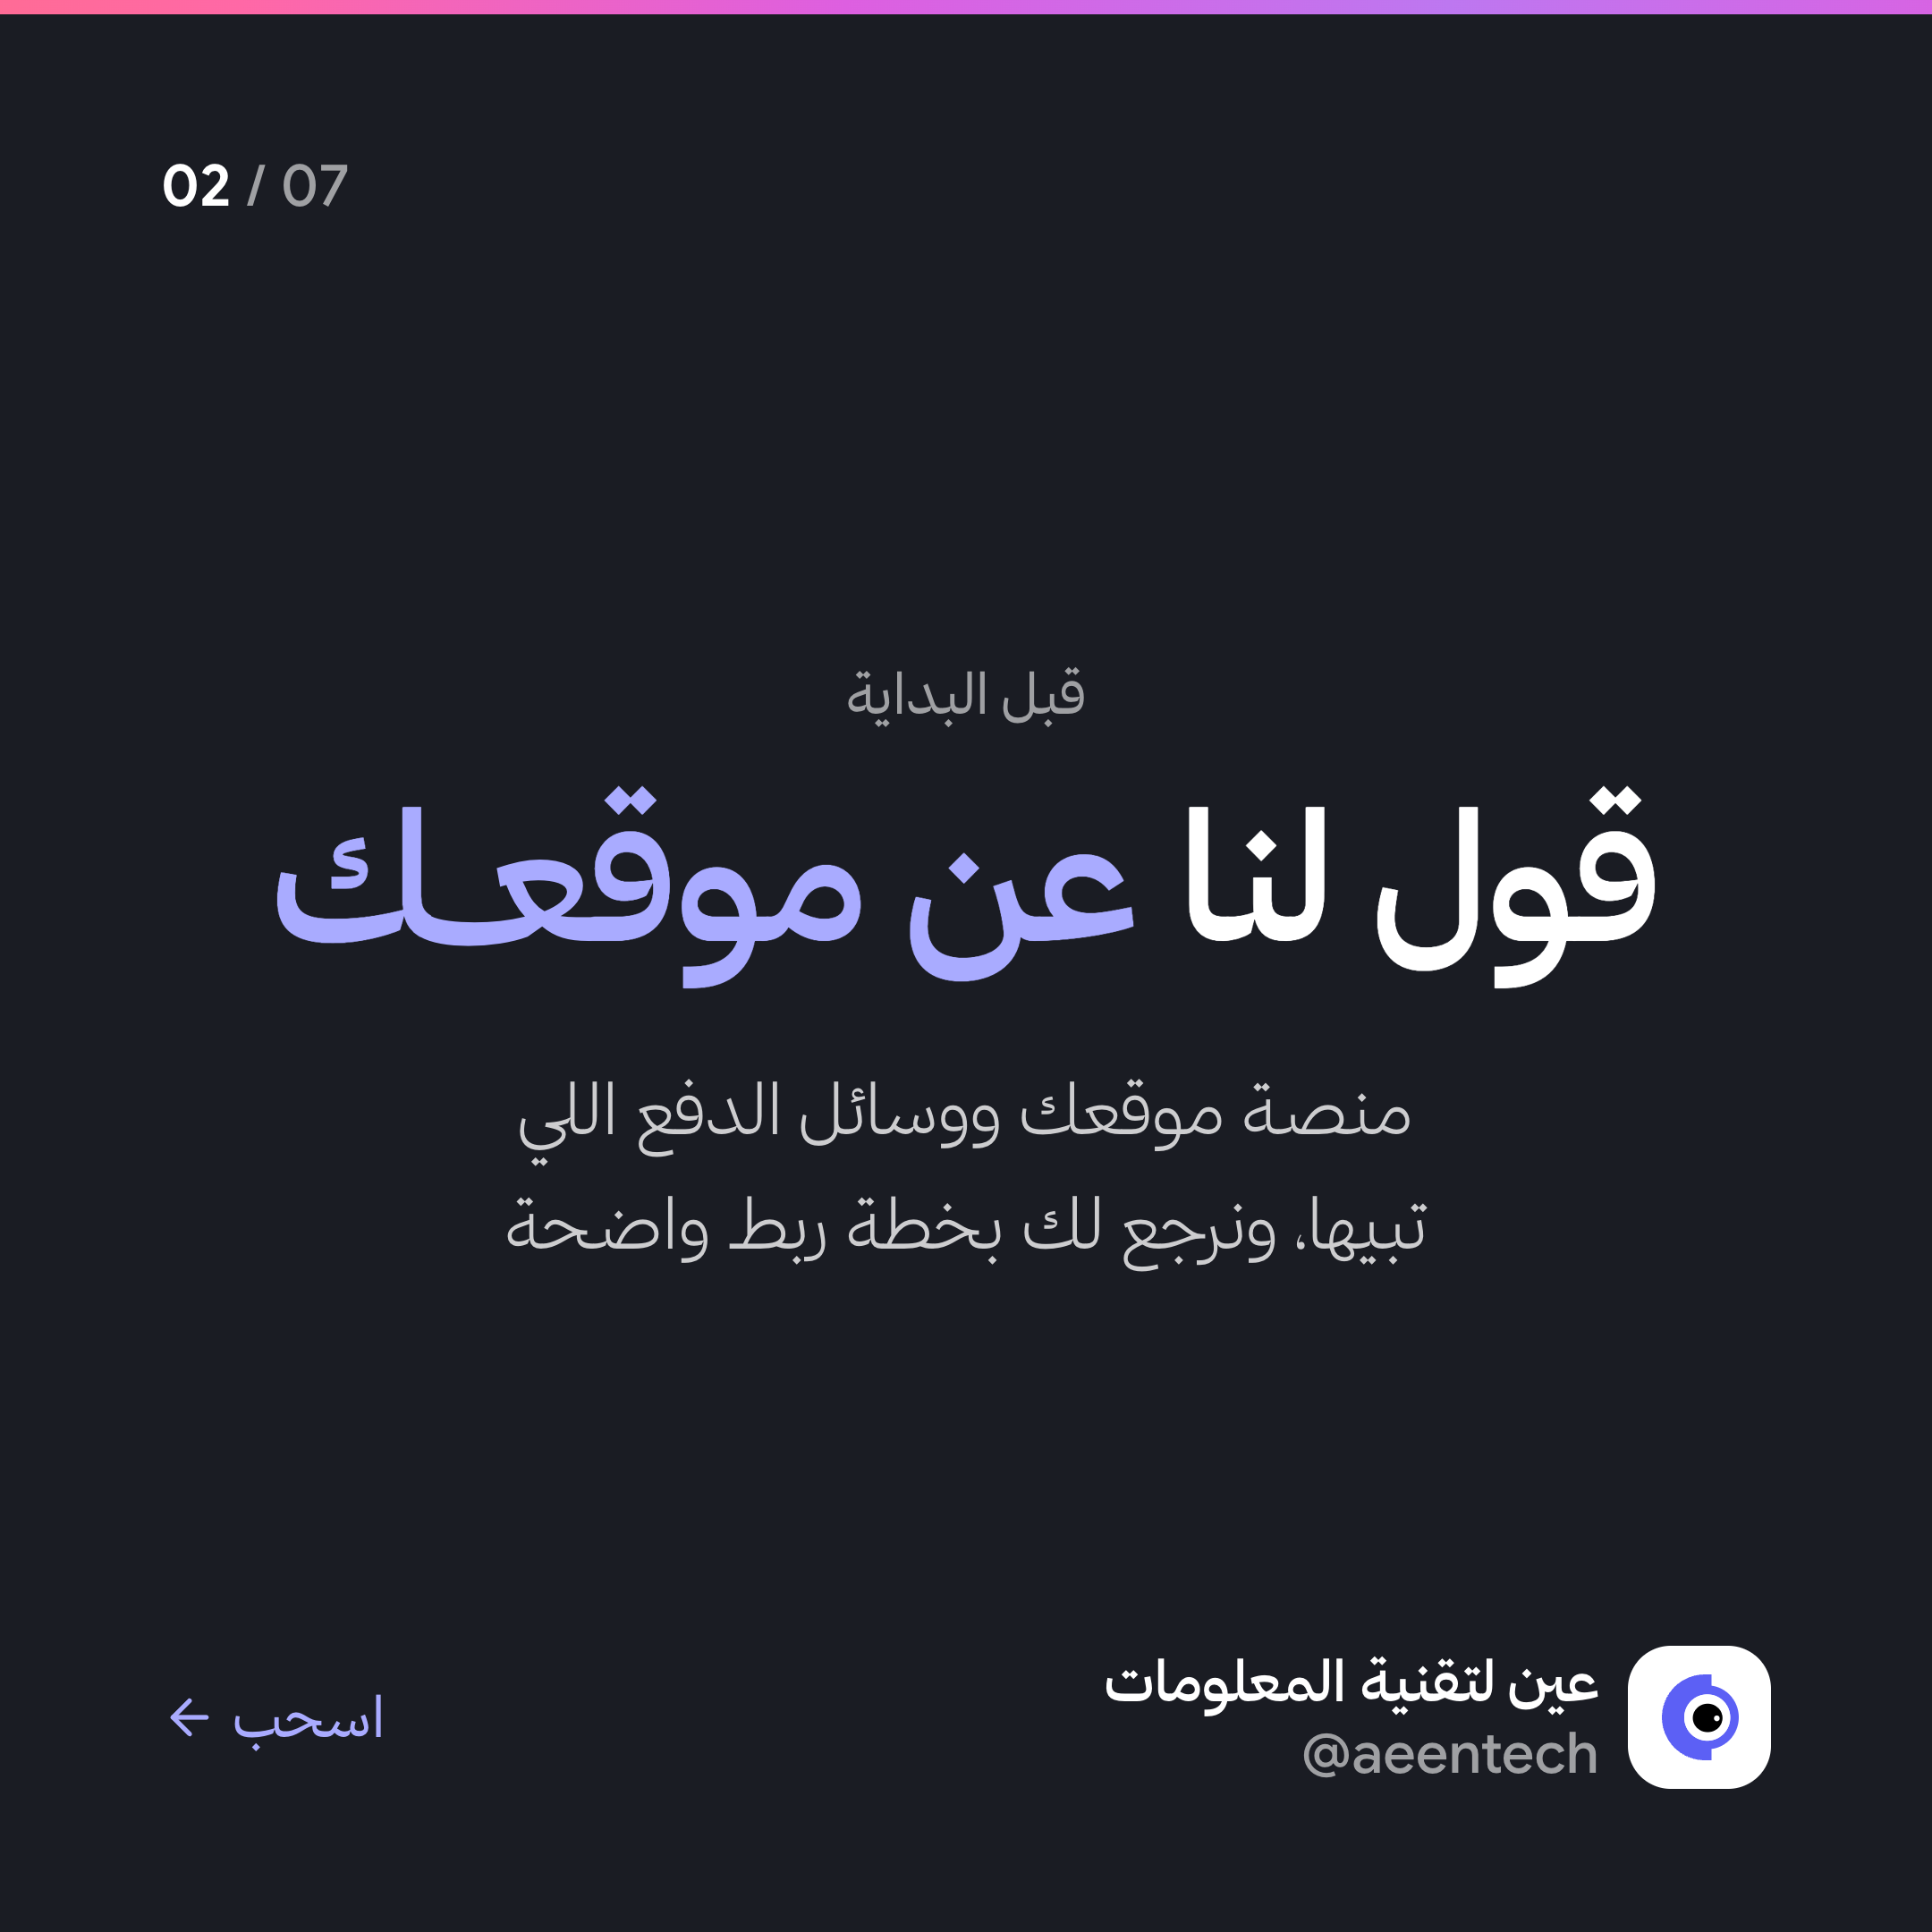 02 / 07
قبل البداية
قول لنا عن موقعك
منصة موقعك ووسائل الدفع اللي
تبيها، ونرجع لك بخطة ربط واضحة
عين لتقنية المعلومات
@aeentech
اسحب ←